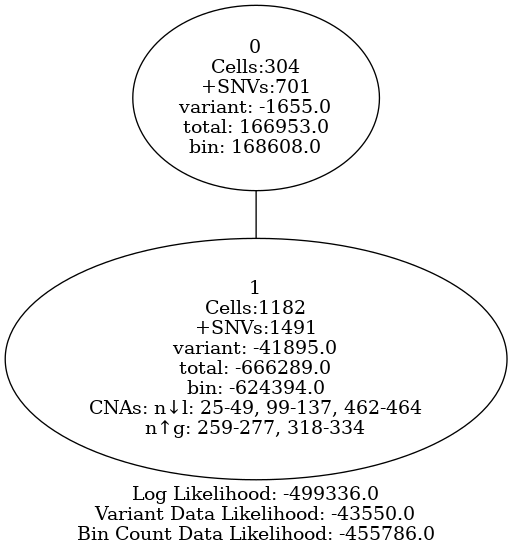 0
Cells:304
+SNVs:701
variant: -1655.0
total: 166953.0
bin: 168608.0
1
Cells:1182
+SNVs:1491
variant: -41895.0
total: -666289.0
bin: -624394.0
CNAs: n↓l: 25-49, 99-137, 462-464
n↑g: 259-277, 318-334
Log Likelihood: -499336.0
Variant Data Likelihood: -43550.0
Bin Count Data Likelihood: -455786.0